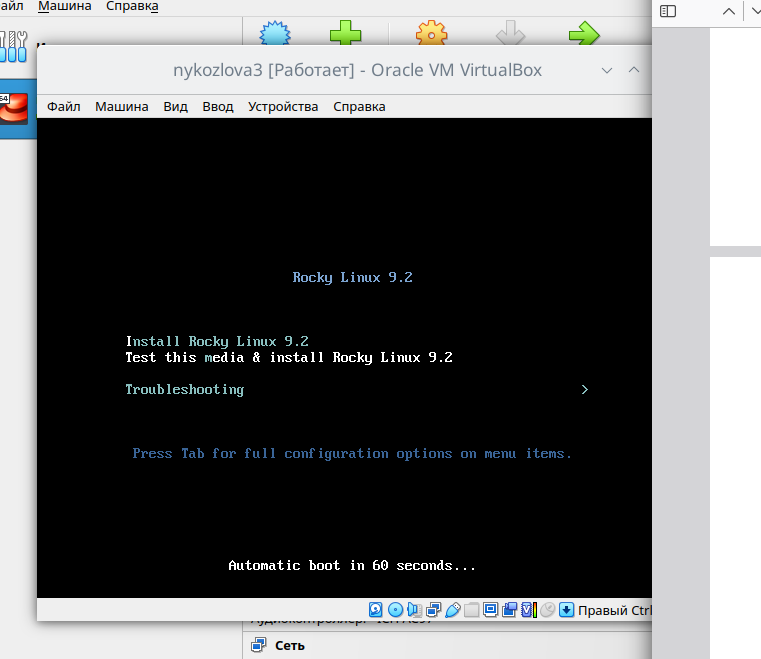 айл Машина Справка
64
nykozlova3 [Работает] - Oracle VM VirtualBox
Файл Машина Вид Ввод Устройства Справка
Rocky Linux 9.2
Install Rocky Linux 9.2
Test this media & install Rocky Linux 9.2
Troubleshooting >
Press Tab for full configuration options on menu items.
Automatic boot in 60 seconds...
Правый Ctrl
Сеть